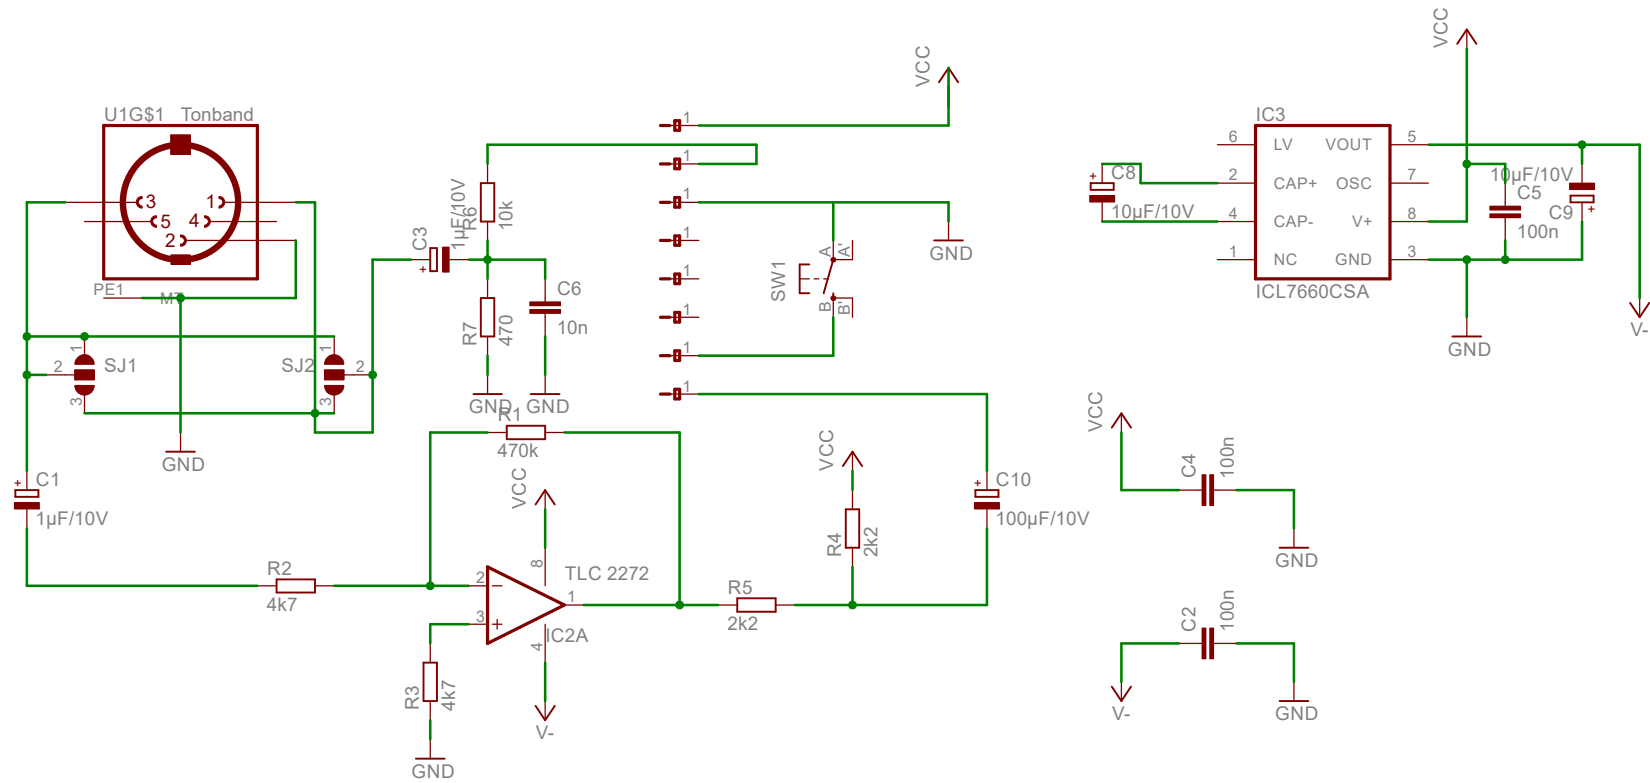 U1G$1 Tonband
3
1
5
4
2
PE1
MT
GND
1
2
3
SJ1
1
SJ2
2
3
C1
+
1µF/10V
R2
4k7
C3
+
1µF/10V
R6
10k
R7
470
C6
10n
GND
GND
R1
470k
VCC
8
TLC 2272
2
−
1
3
+
IC2A
4
V-
R3
4k7
GND
R5
2k2
VCC
R4
2k2
+
C10
100µF/10V
1
1
1
1
1
1
1
1
VCC
GND
SW1
A
A'
B
B'
VCC
IC3
6
LV
VOUT
5
2
CAP+
OSC
7
4
CAP-
V+
8
1
NC
GND
3
ICL7660CSA
+
C8
10µF/10V
10µF/10V
C5
C9
+
100n
GND
V-
VCC
C4
100n
GND
C2
100n
V-
GND